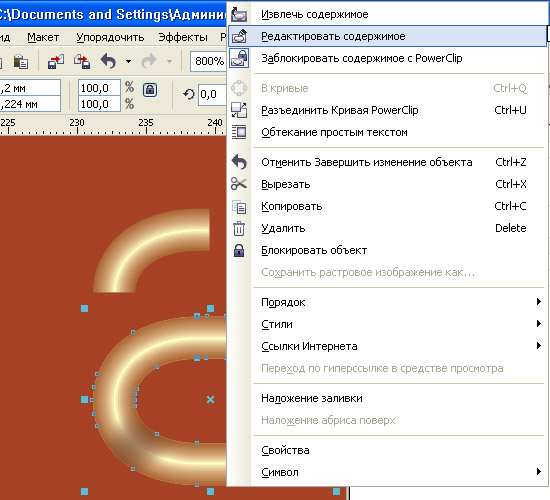 C:\Documents and Settings\Админи
ид Макет Упорядочить Эффекты Р
800%
,2 мм 100,0 %
,224 мм 100,0 % 0,0
225 230 235 240
Извлечь содержимое
Редактировать содержимое
Заблокировать содержимое с PowerClip
В кривые Ctrl+Q
Разъединить Кривая PowerClip Ctrl+U
Обтекание простым текстом
Отменить Завершить изменение объекта Ctrl+Z
Вырезать Ctrl+X
Копировать Ctrl+C
Удалить Delete
Блокировать объект
Сохранить растровое изображение как...
Порядок
Стили
Ссылки Интернета
Переход по гиперссылке в средстве просмотра
Наложение заливки
Наложение абриса поверх
Свойства
Символ